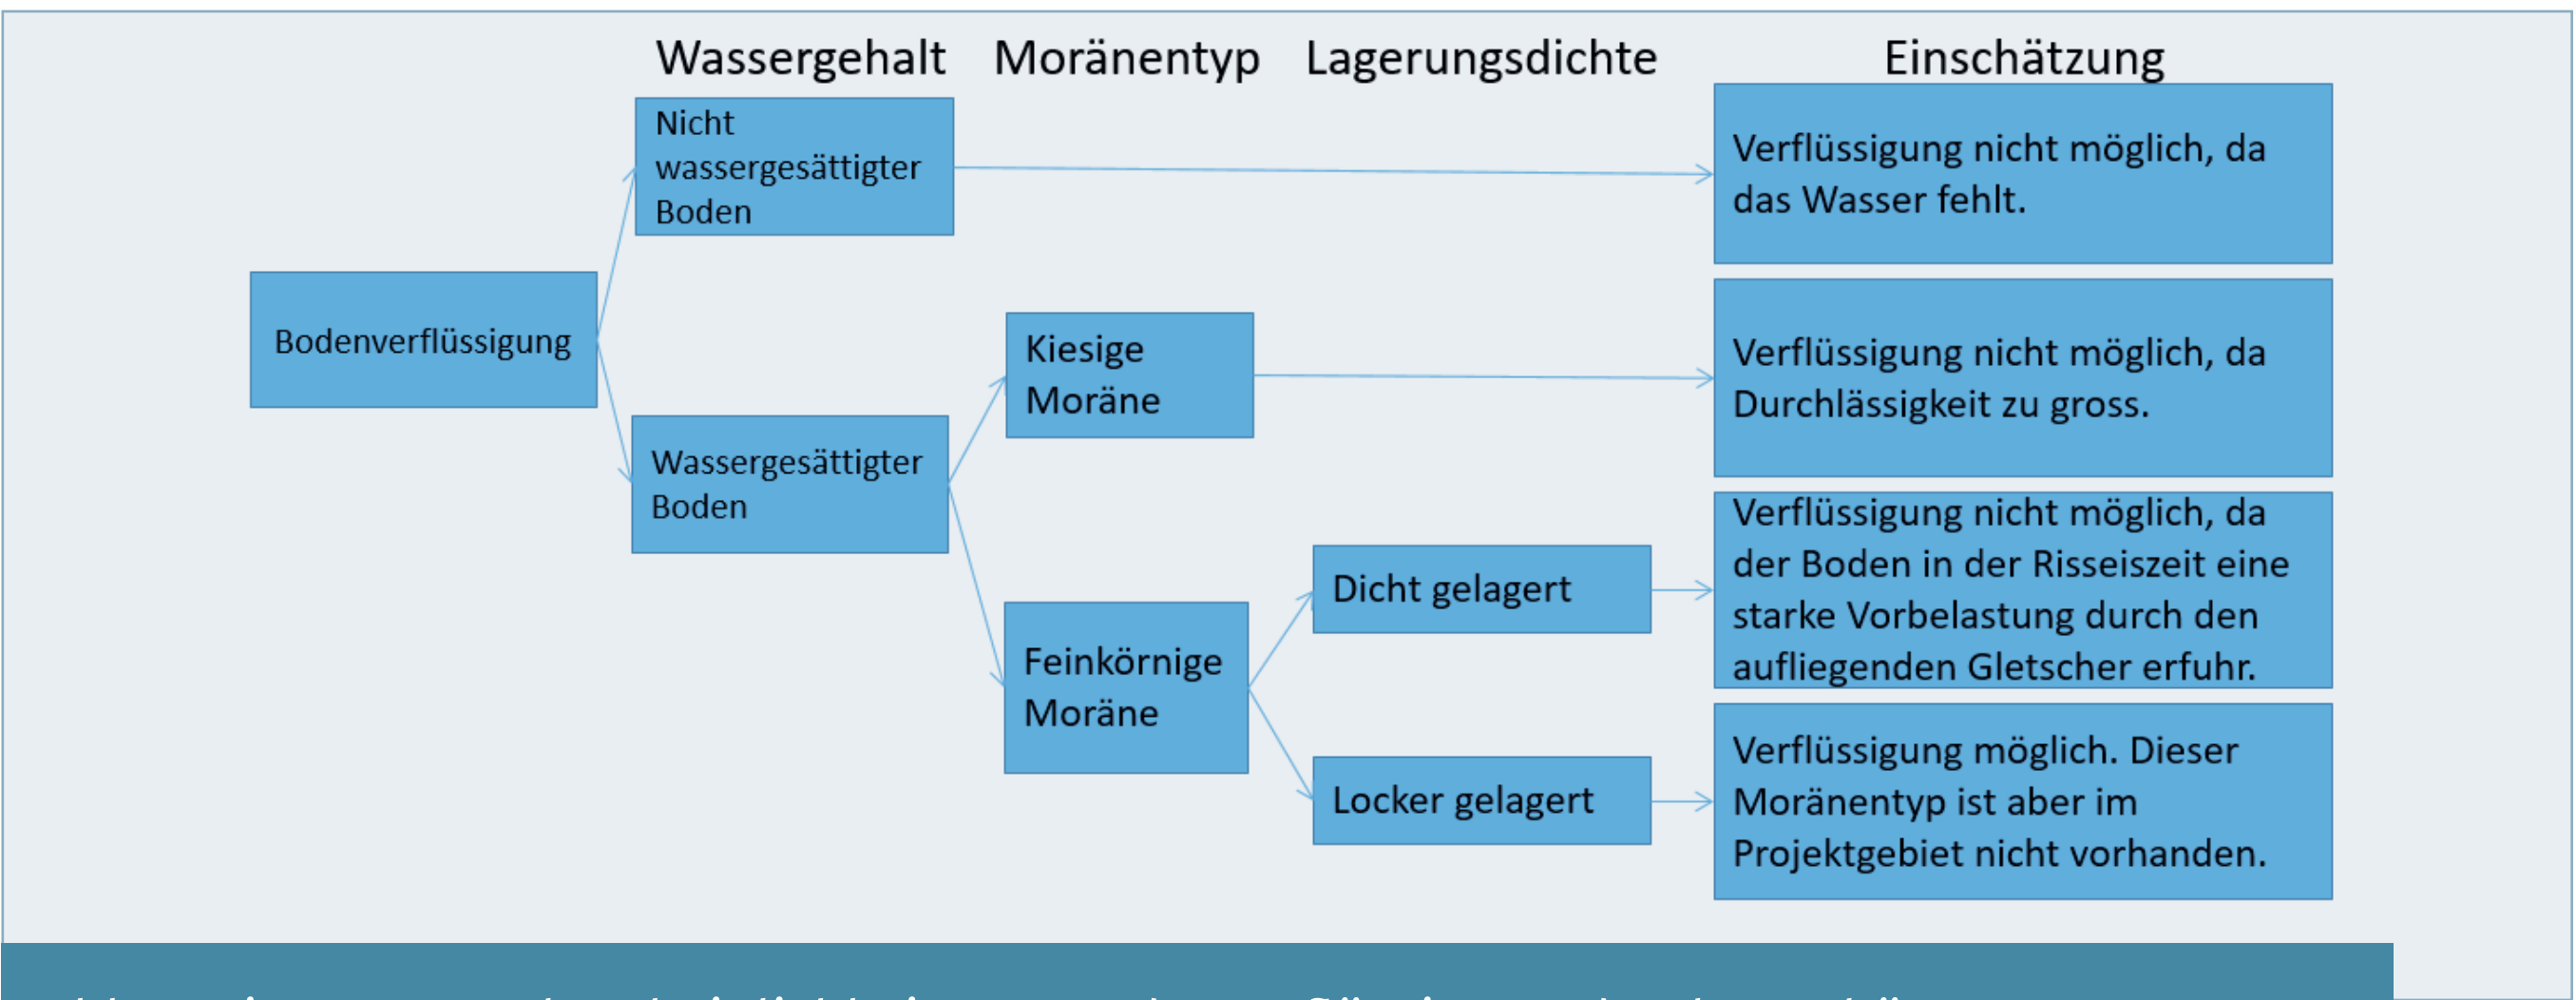 Wassergehalt Moränentyp Lagerungsdichte Einschätzung
Nicht
wassergesättigter
Boden
Verflüssigung nicht möglich, da
das Wasser fehlt.
Bodenverflüssigung
Kiesige
Moräne
Verflüssigung nicht möglich, da
Durchlässigkeit zu gross.
Wassergesättigter
Boden
Dicht gelagert
Verflüssigung nicht möglich, da
der Boden in der Risseiszeit eine
starke Vorbelastung durch den
aufliegenden Gletscher erfuhr.
Feinkörnige
Moräne
Locker gelagert
Verflüssigung möglich. Dieser
Moränentyp ist aber im
Projektgebiet nicht vorhanden.